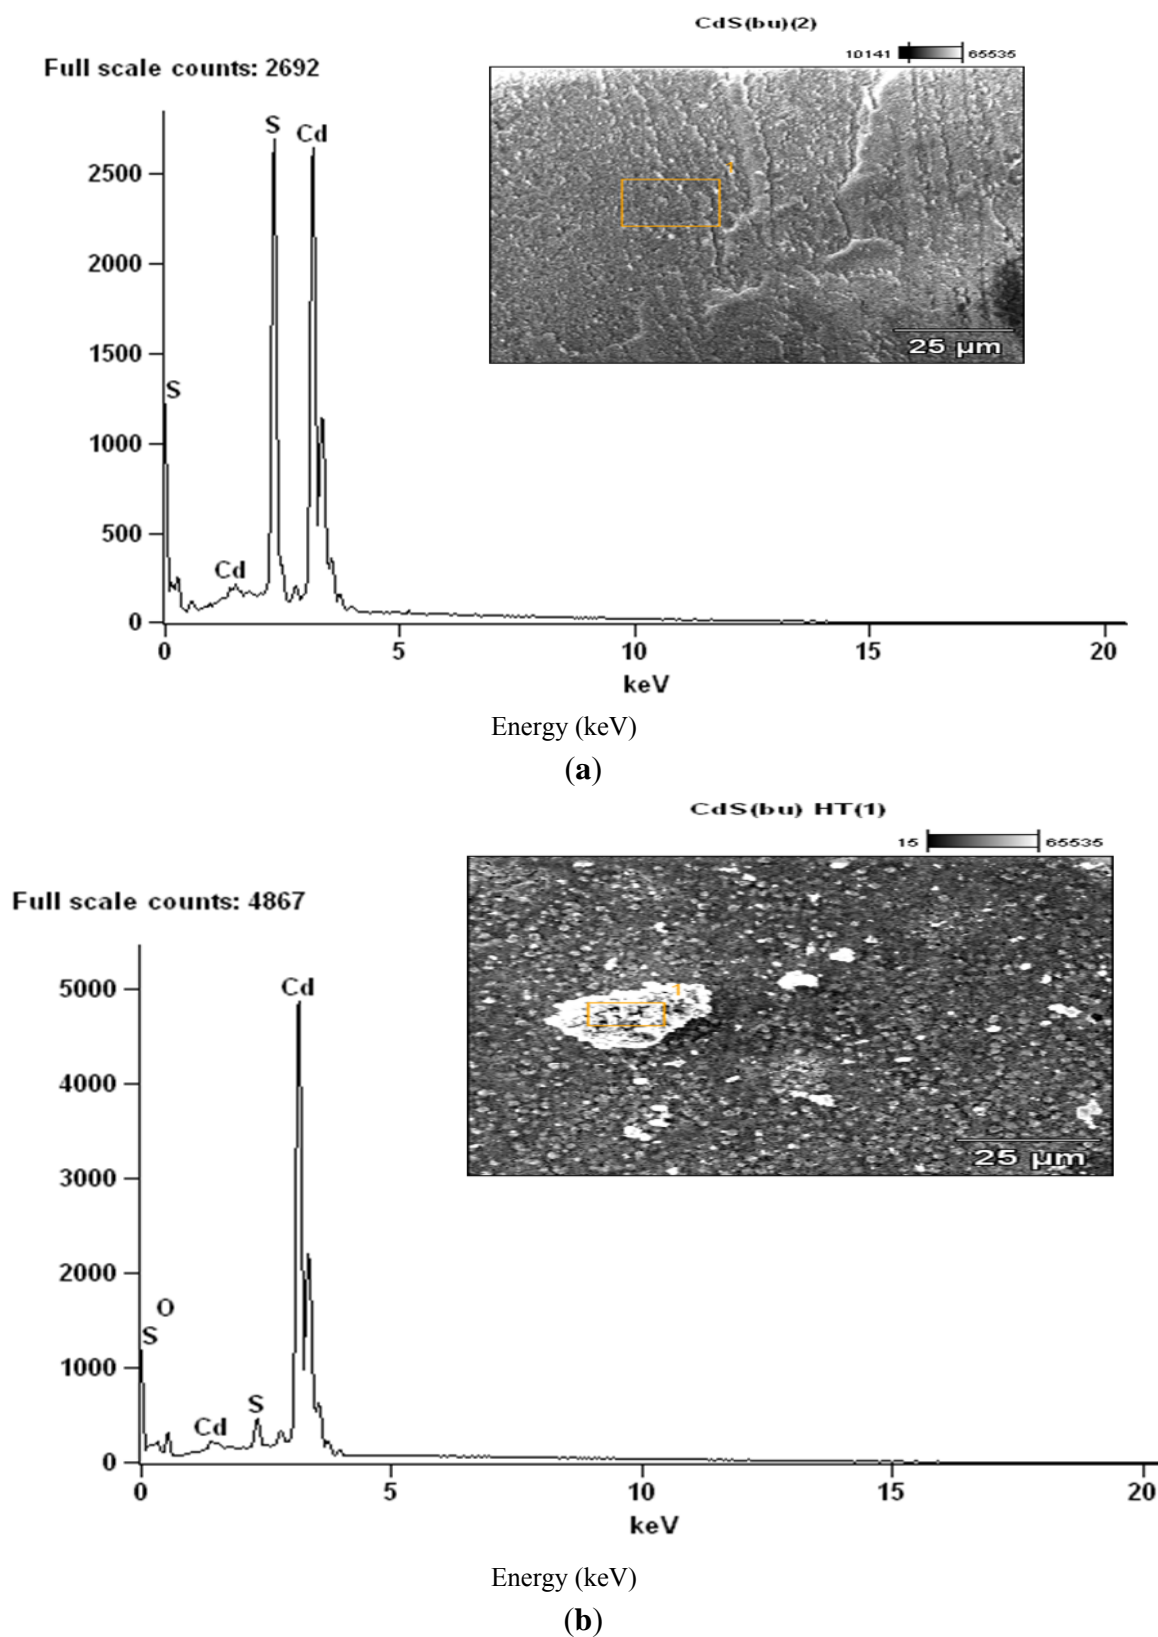 CdS(bu)(2)
10141 65535
Full scale counts: 2692
1
25 µm
S Cd
2500
2000
1500
S
1000
500
Cd
0
0 5 10 15 20
keV
Energy (keV)
(a)
CdS(bu) HT(1)
15 65535
Full scale counts: 4867
1
25 µm
Cd
5000
4000
3000
2000
O
S
1000
S
Cd
0
0 5 10 15 20
keV
Energy (keV)
(b)